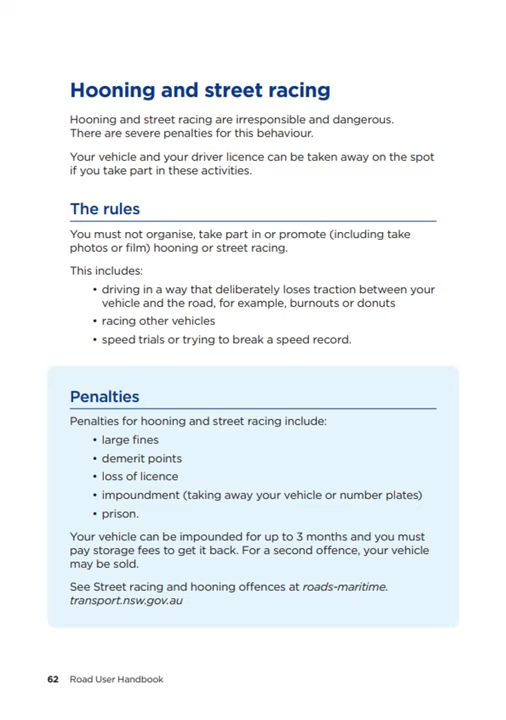 Hooning and street racing
Hooning and street racing are irresponsible and dangerous.
There are severe penalties for this behaviour.
Your vehicle and your driver licence can be taken away on the spot
if you take part in these activities.
The rules
You must not organise, take part in or promote (including take
photos or film) hooning or street racing.
This includes:
• driving in a way that deliberately loses traction between your
vehicle and the road, for example, burnouts or donuts
• racing other vehicles
• speed trials or trying to break a speed record.
Penalties
Penalties for hooning and street racing include:
• large fines
• demerit points
• loss of licence
• impoundment (taking away your vehicle or number plates)
• prison.
Your vehicle can be impounded for up to 3 months and you must
pay storage fees to get it back. For a second offence, your vehicle
may be sold.
See Street racing and hooning offences at roads-maritime.
transport.nsw.gov.au
62 Road User Handbook